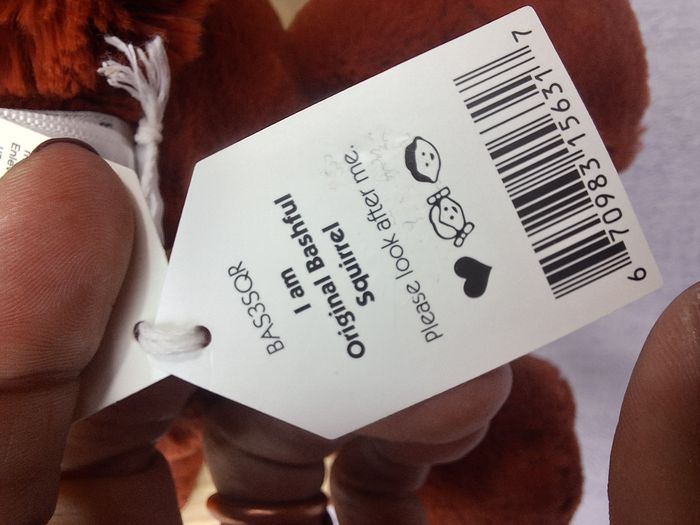 BAS3SQR
I am
Original Bashful
Squirrel
Please look after me.
6 70983 15631 7